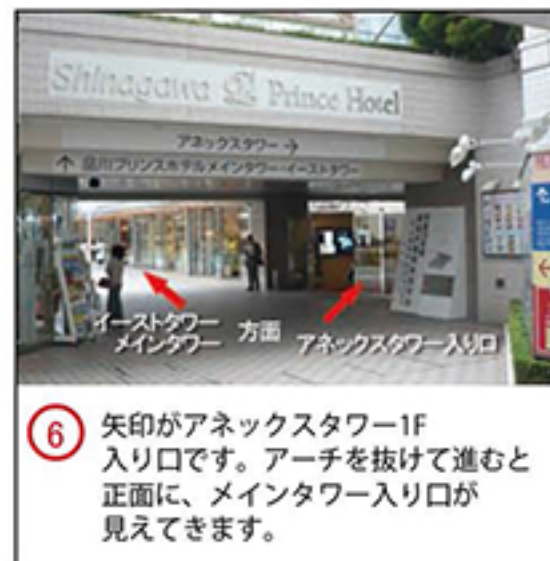 Shinagawa Prince Hotel
アネックスタワー →
↑ 品川プリンスホテルメインタワー・イーストタワー
イーストタワー
メインタワー 方面
アネックスタワー入り口
⑥ 矢印がアネックスタワー1F
入り口です。アーチを抜けて進むと
正面に、メインタワー入り口が
見えてきます。